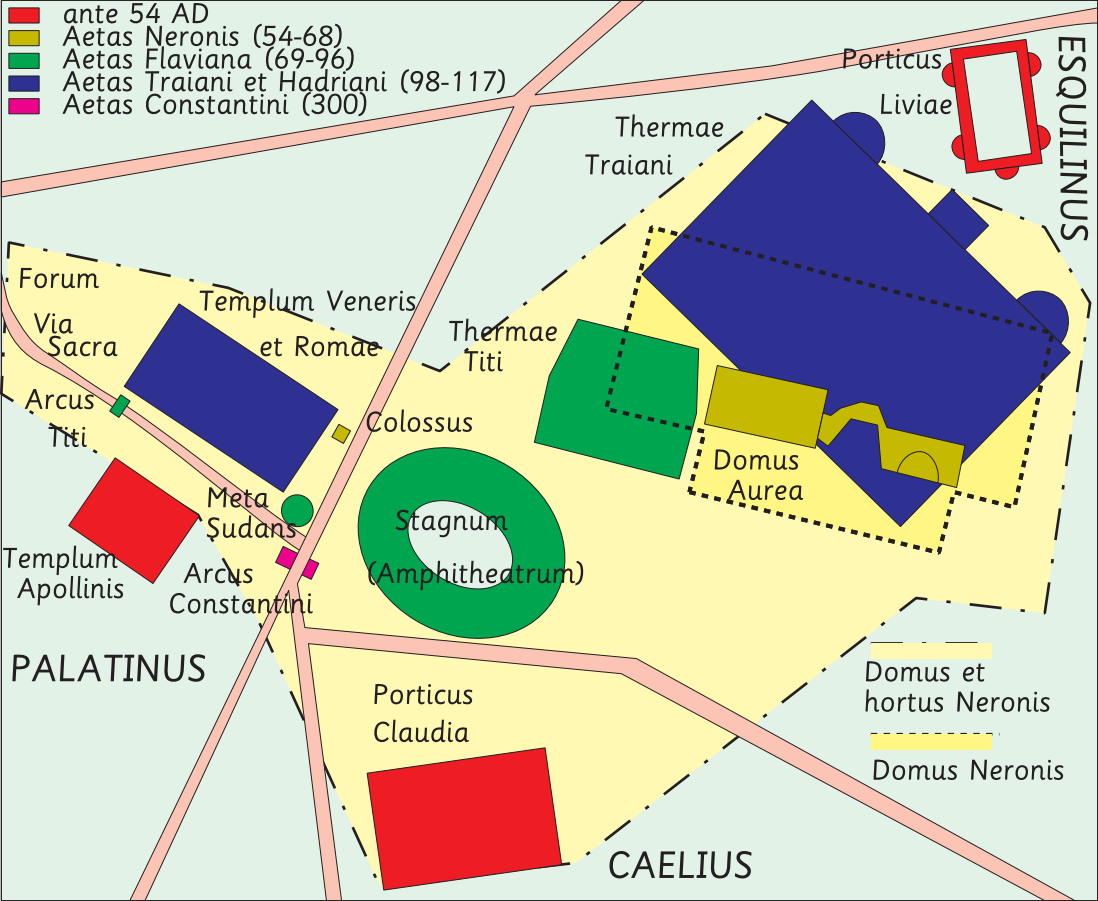 ante 54 AD
Aetas Neronis (54-68)
Aetas Flaviana (69-96)
Aetas Traiani et Hadriani (98-117)
Aetas Constantini (300)
Porticus
Liviae
ESQUILINUS
Thermae
Traiani
Forum
Via
Sacra
Templum Veneris
et Romae
Thermae
Titi
Arcus
Titi
Colossus
Domus
Aurea
Meta
Sudans
Stagnum
(Amphitheatrum)
Templum
Apollinis
Arcus
Constantini
PALATINUS
Porticus
Claudia
Domus et
hortus Neronis
Domus Neronis
CAELIUS